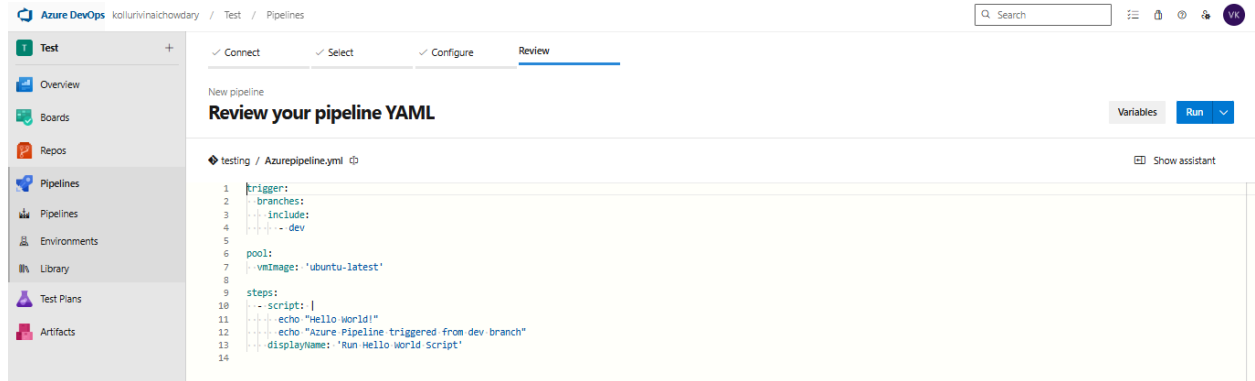 Azure DevOps kollurivinaichowdary / Test / Pipelines
Search
VK
T Test +
Connect
Select
Configure
Review
Overview
Boards
Repos
Pipelines
Pipelines
Environments
Library
Test Plans
Artifacts
New pipeline
Review your pipeline YAML
Variables
Run
testing / Azurepipeline.yml
Show assistant
1 trigger:
2   branches:
3     include:
4       - dev
5
6 pool:
7   vmImage: 'ubuntu-latest'
8
9 steps:
10   - script: |
11       echo "Hello World!"
12       echo "Azure Pipeline triggered from dev branch"
13     displayName: 'Run Hello World Script'
14